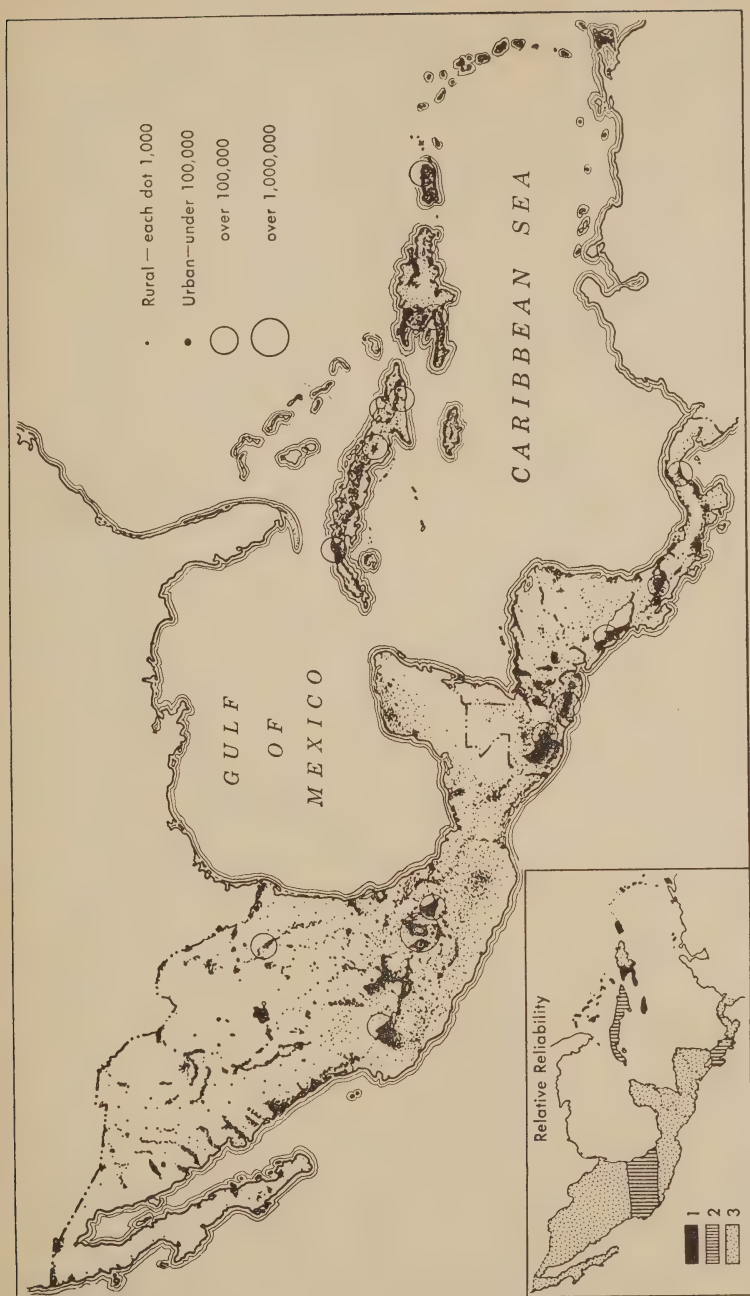 Rural — each dot 1,000
Urban—under 100,000
over 100,000
over 1,000,000
GULF
OF
MEXICO
CARIBBEAN SEA
Relative Reliability
1
2
3